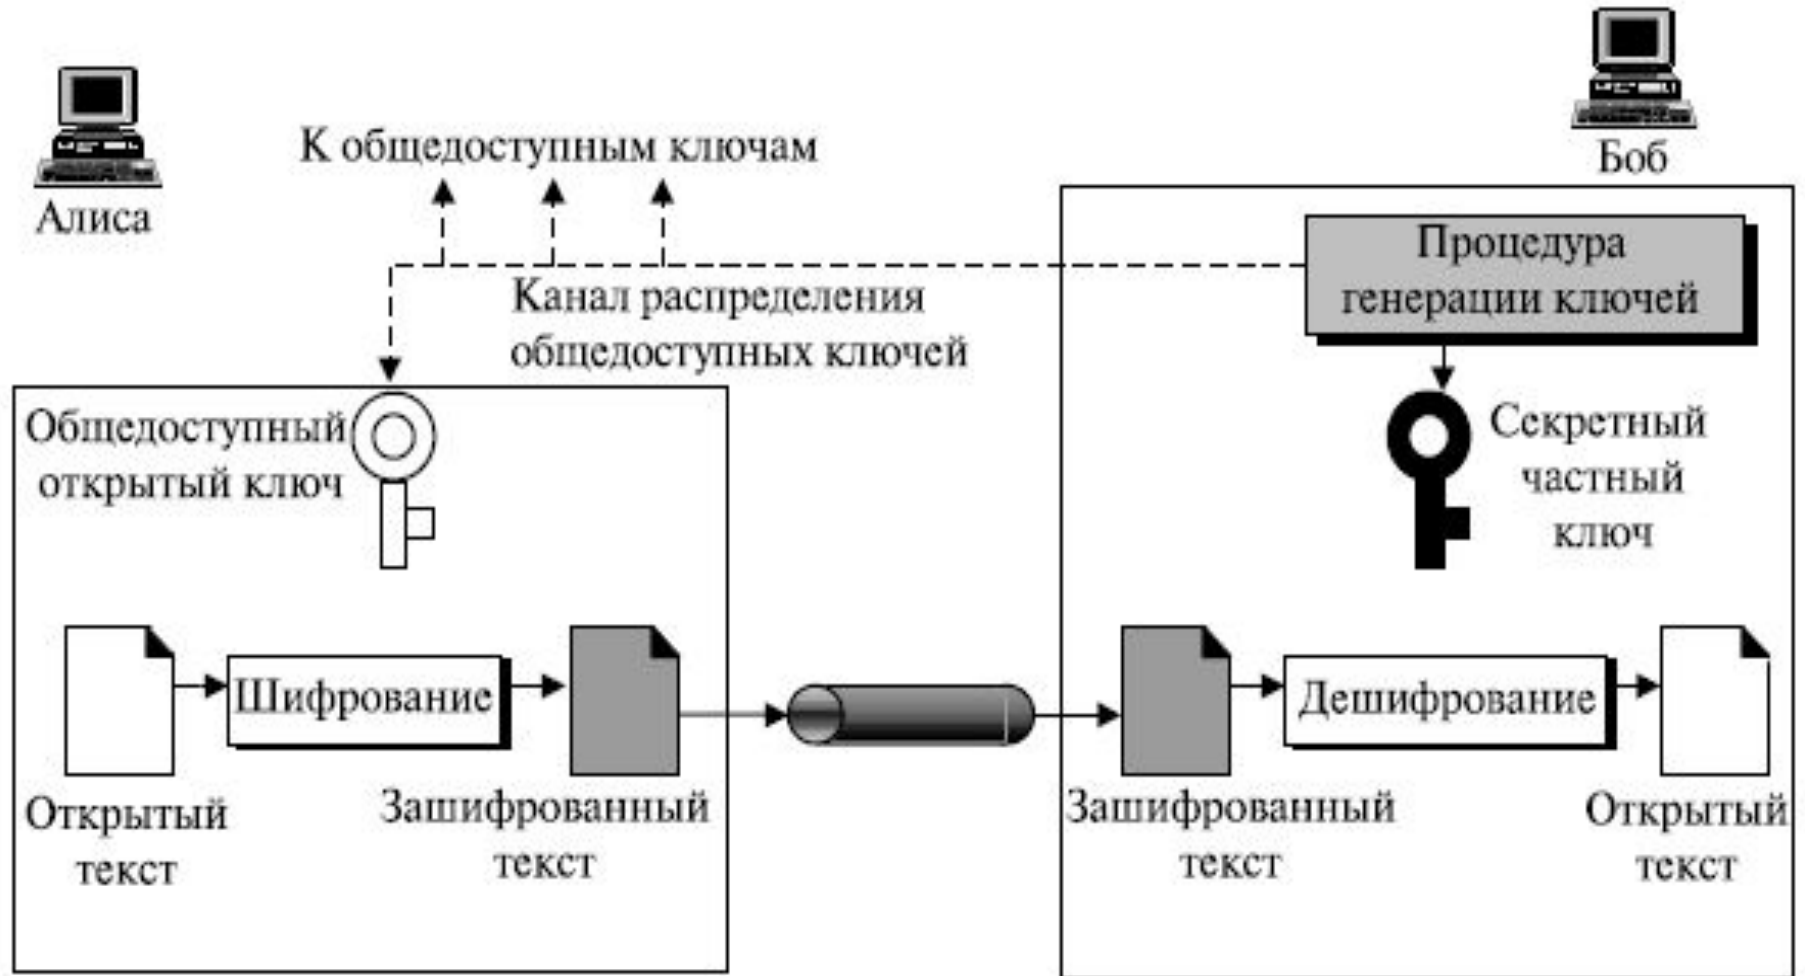 Алиса
К общедоступным ключам
Боб
Процедура
генерации ключей
Канал распределения
общедоступных ключей
Общедоступный
открытый ключ
Секретный
частный
ключ
Шифрование
Дешифрование
Открытый
текст
Зашифрованный
текст
Зашифрованный
текст
Открытый
текст